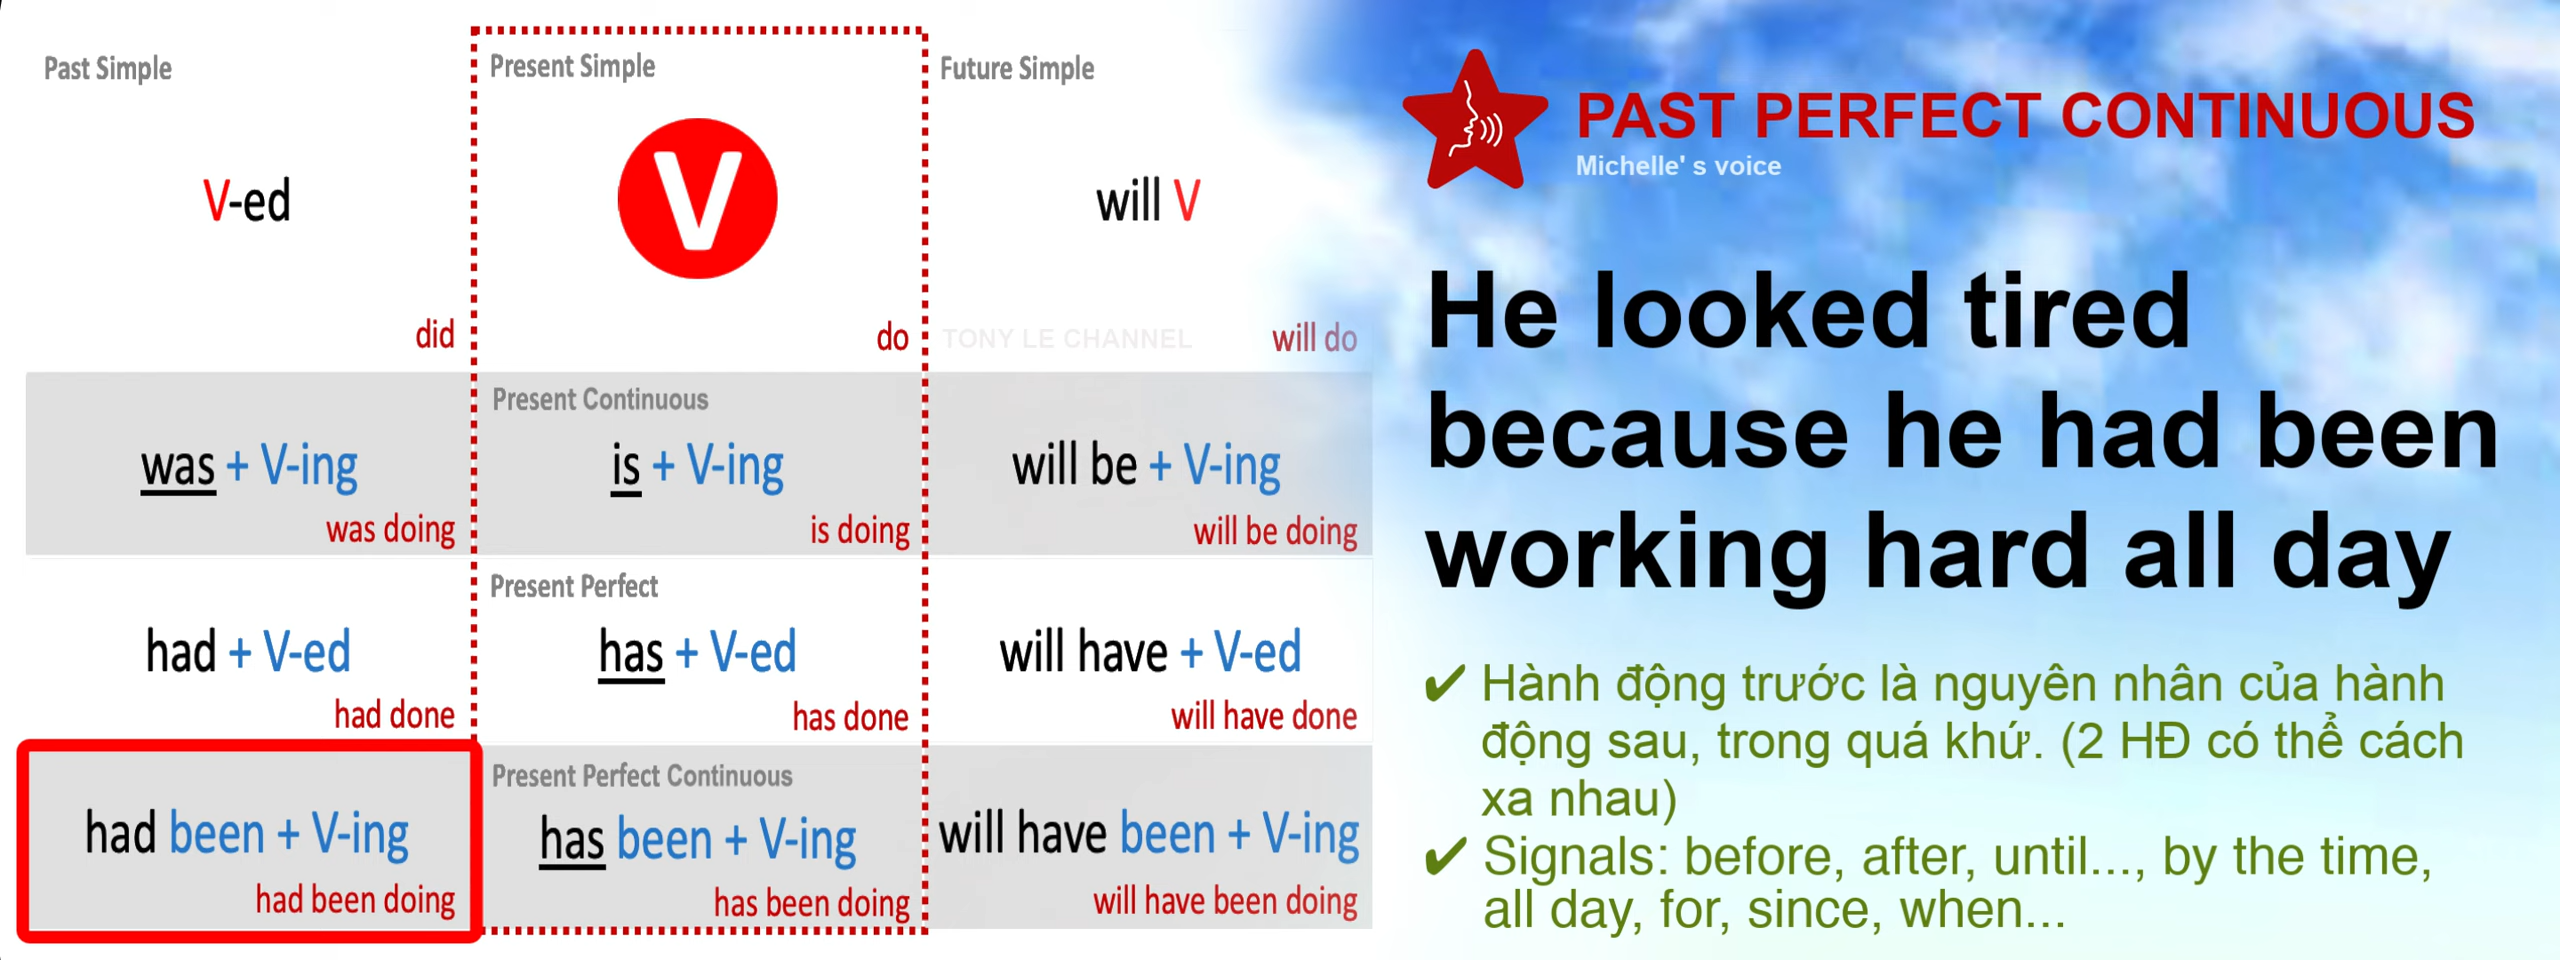 Past Simple
Present Simple
Future Simple
V-ed
V
will V
did
do
TONY LE CHANNEL
will do
Present Continuous
was + V-ing
is + V-ing
will be + V-ing
was doing
is doing
will be doing
Present Perfect
had + V-ed
has + V-ed
will have + V-ed
had done
has done
will have done
Present Perfect Continuous
had been + V-ing
has been + V-ing
will have been + V-ing
had been doing
has been doing
will have been doing
PAST PERFECT CONTINUOUS
Michelle' s voice
He looked tired
because he had been
working hard all day
✔ Hành động trước là nguyên nhân của hành
động sau, trong quá khứ. (2 HĐ có thể cách
xa nhau)
✔ Signals: before, after, until..., by the time,
all day, for, since, when...